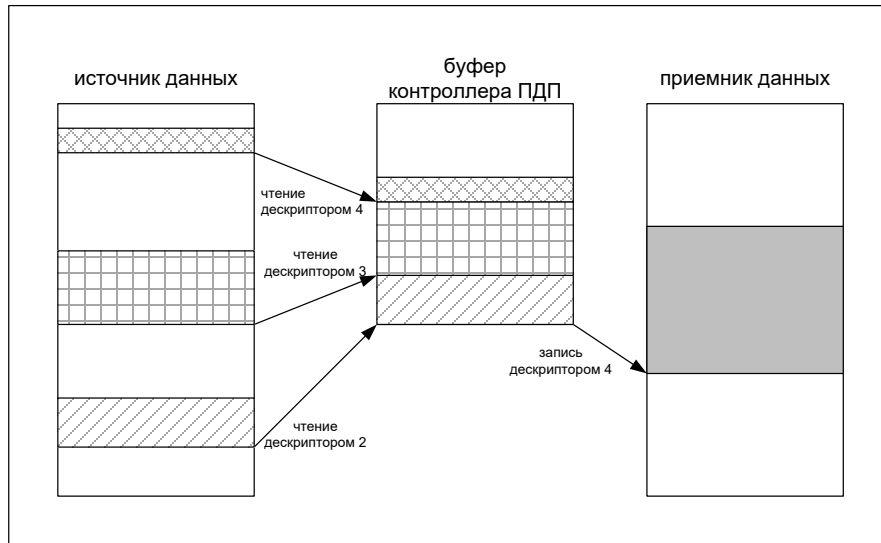 источник данных
буфер
контроллера ПДП
приемник данных
чтение
дескриптором 4
чтение
дескриптором 3
чтение
дескриптором 2
запись
дескриптором 4